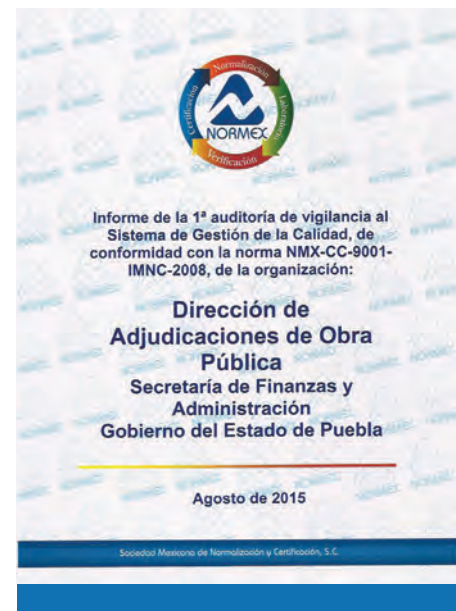 Normalización
Laboratorio
Certificación
NORMEX
Verificación
Informe de la 1ª auditoría de vigilancia al
Sistema de Gestión de la Calidad, de
conformidad con la norma NMX-CC-9001-
IMNC-2008, de la organización:
Dirección de
Adjudicaciones de Obra
Pública
Secretaría de Finanzas y
Administración
Gobierno del Estado de Puebla
Agosto de 2015
Sociedad Mexicana de Normalización y Certificación, S.C.